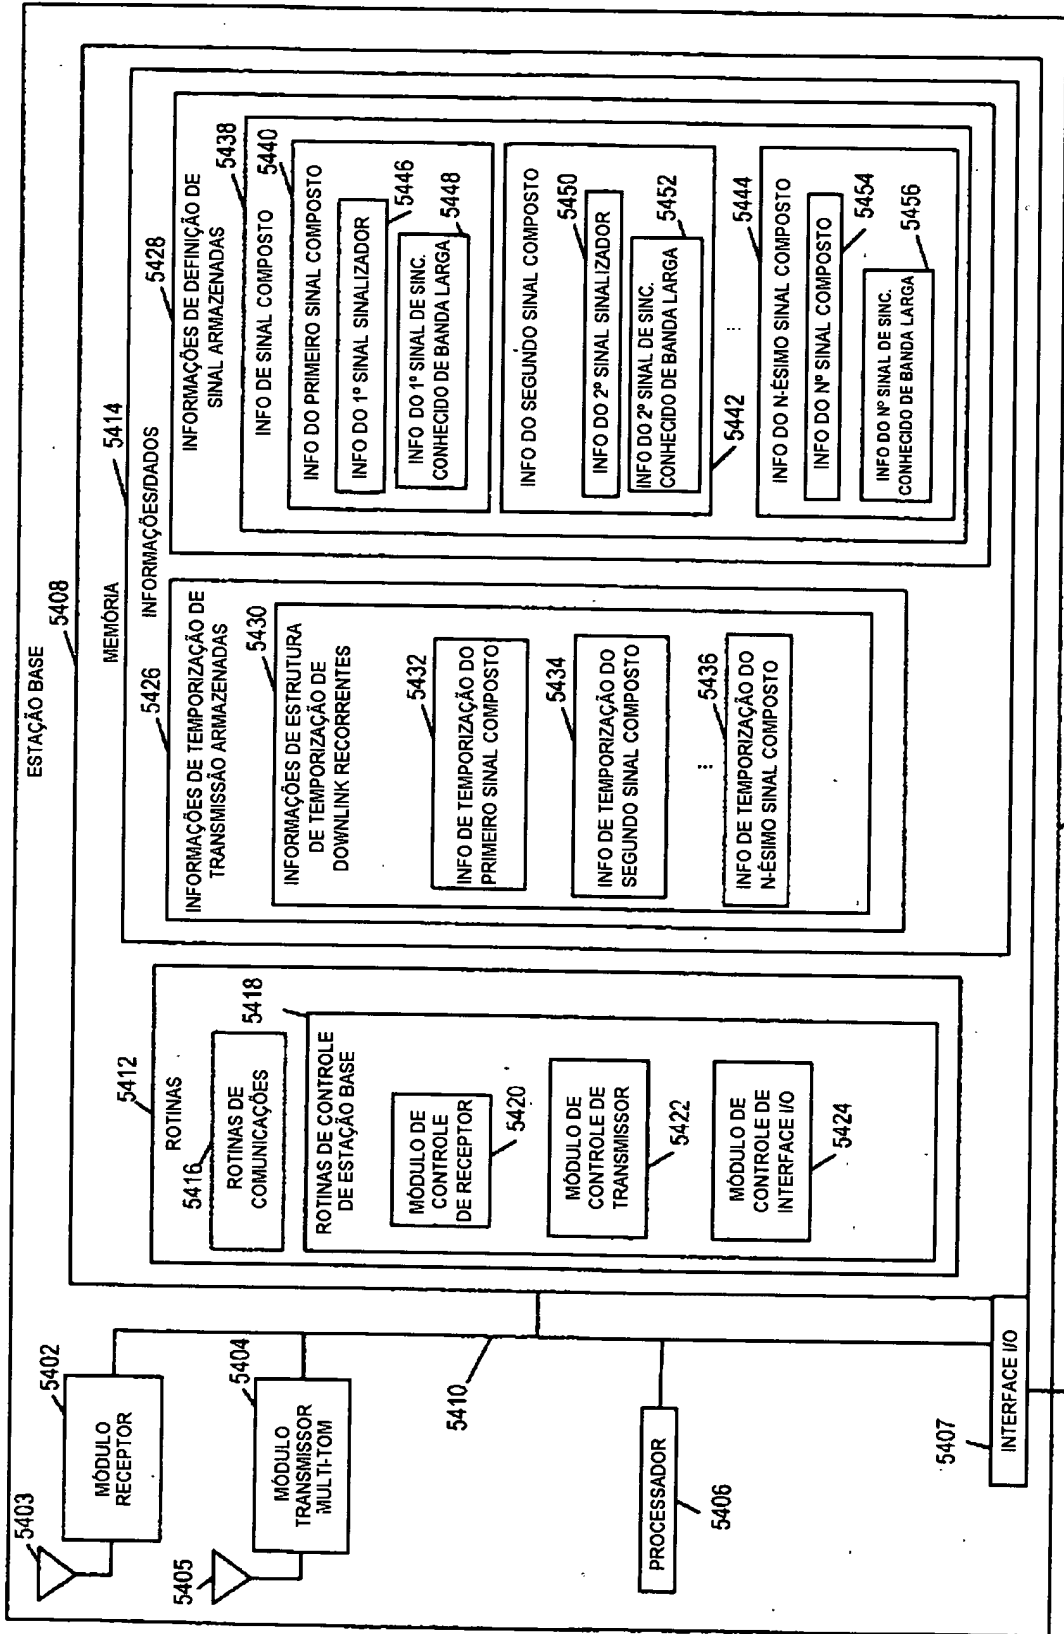 ESTAÇÃO BASE
5403
5402
MÓDULO
RECEPTOR
5405
5404
MÓDULO
TRANSMISSOR
MULTI-TOM
5410
PROCESSADOR
5406
5407
INTERFACE I/O
5408
MEMÓRIA
5412
ROTINAS
5416
ROTINAS DE
COMUNICAÇÕES
5418
ROTINAS DE CONTROLE
DE ESTAÇÃO BASE
MÓDULO DE
CONTROLE
DE RECEPTOR
5420
MÓDULO DE
CONTROLE DE
TRANSMISSOR
5422
MÓDULO DE
CONTROLE DE
INTERFACE I/O
5424
5414
INFORMAÇÕES/DADOS
5426
INFORMAÇÕES DE TEMPORIZAÇÃO DE
TRANSMISSÃO ARMAZENADAS
5430
INFORMAÇÕES DE ESTRUTURA
DE TEMPORIZAÇÃO DE
DOWNLINK RECORRENTES
5432
INFO DE TEMPORIZAÇÃO DO
PRIMEIRO SINAL COMPOSTO
5434
INFO DE TEMPORIZAÇÃO DO
SEGUNDO SINAL COMPOSTO
...
5436
INFO DE TEMPORIZAÇÃO DO
N-ÉSIMO SINAL COMPOSTO
5428
INFORMAÇÕES DE DEFINIÇÃO DE
SINAL ARMAZENADAS
5438
INFO DE SINAL COMPOSTO
5440
INFO DO PRIMEIRO SINAL COMPOSTO
5446
INFO DO 1º SINAL SINALIZADOR
5448
INFO DO 1º SINAL DE SINC.
CONHECIDO DE BANDA LARGA
INFO DO SEGUNDO SINAL COMPOSTO
5450
INFO DO 2º SINAL SINALIZADOR
5452
INFO DO 2º SINAL DE SINC.
CONHECIDO DE BANDA LARGA
5442
...
5444
INFO DO N-ÉSIMO SINAL COMPOSTO
5454
INFO DO Nº SINAL COMPOSTO
5456
INFO DO Nº SINAL DE SINC.
CONHECIDO DE BANDA LARGA